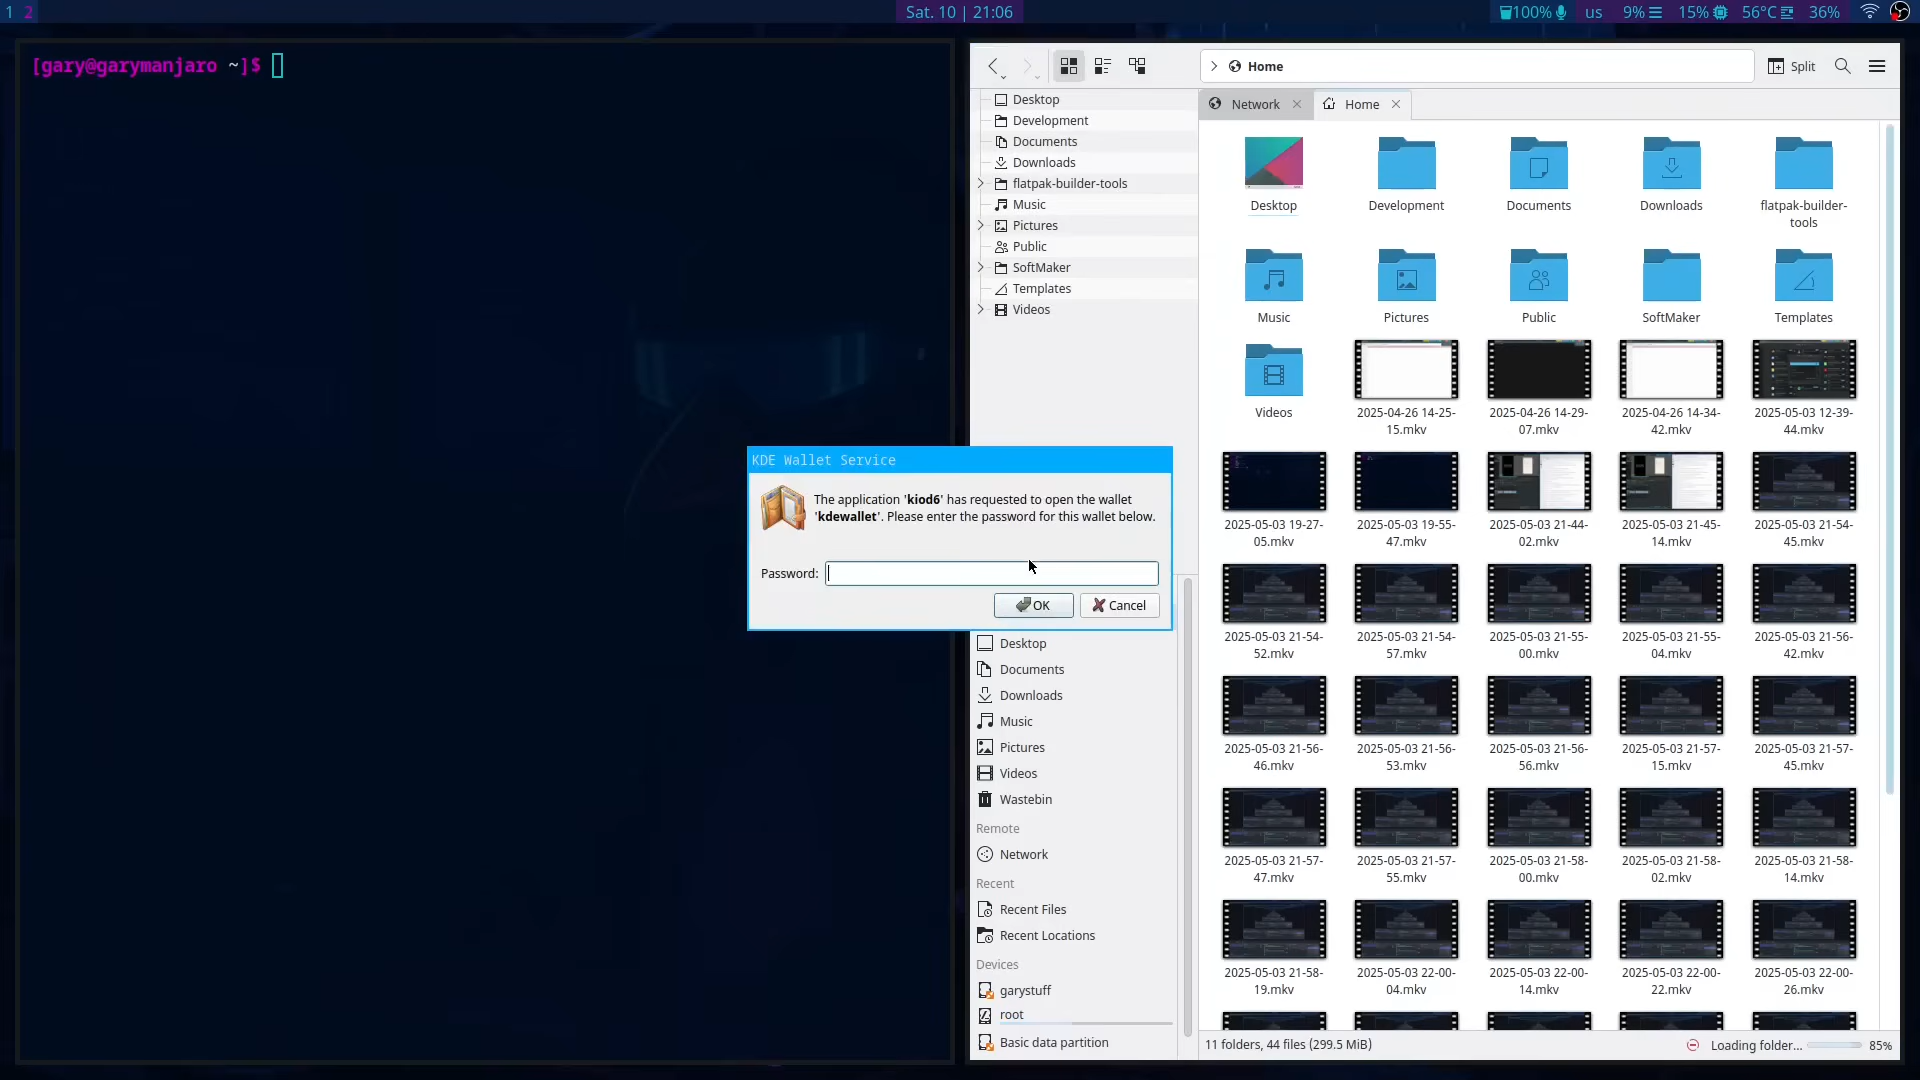 1 2
Sat. 10 | 21:06
100% us 9% 15% 56°C 36%
[gary@garymanjaro ~]$
Home
Split
Network
Home
Desktop
Development
Documents
Downloads
flatpak-builder-tools
Music
Pictures
Public
SoftMaker
Templates
Videos
Desktop
Development
Documents
Downloads
flatpak-builder-
tools
Music
Pictures
Public
SoftMaker
Templates
Videos
2025-04-26 14-25-
15.mkv
2025-04-26 14-29-
07.mkv
2025-04-26 14-34-
42.mkv
2025-05-03 12-39-
44.mkv
2025-05-03 19-27-
05.mkv
2025-05-03 19-55-
47.mkv
2025-05-03 21-44-
02.mkv
2025-05-03 21-45-
14.mkv
2025-05-03 21-54-
45.mkv
2025-05-03 21-54-
52.mkv
2025-05-03 21-54-
57.mkv
2025-05-03 21-55-
00.mkv
2025-05-03 21-55-
04.mkv
2025-05-03 21-56-
42.mkv
2025-05-03 21-56-
46.mkv
2025-05-03 21-56-
53.mkv
2025-05-03 21-56-
56.mkv
2025-05-03 21-57-
15.mkv
2025-05-03 21-57-
45.mkv
2025-05-03 21-57-
47.mkv
2025-05-03 21-57-
55.mkv
2025-05-03 21-58-
00.mkv
2025-05-03 21-58-
02.mkv
2025-05-03 21-58-
14.mkv
2025-05-03 21-58-
19.mkv
2025-05-03 22-00-
04.mkv
2025-05-03 22-00-
14.mkv
2025-05-03 22-00-
22.mkv
2025-05-03 22-00-
26.mkv
KDE Wallet Service
The application 'kiod6' has requested to open the wallet
'kdewallet'. Please enter the password for this wallet below.
Password:
OK
Cancel
Desktop
Documents
Downloads
Music
Pictures
Videos
Wastebin
Remote
Network
Recent
Recent Files
Recent Locations
Devices
garystuff
root
Basic data partition
11 folders, 44 files (299.5 MiB)
Loading folder...
85%